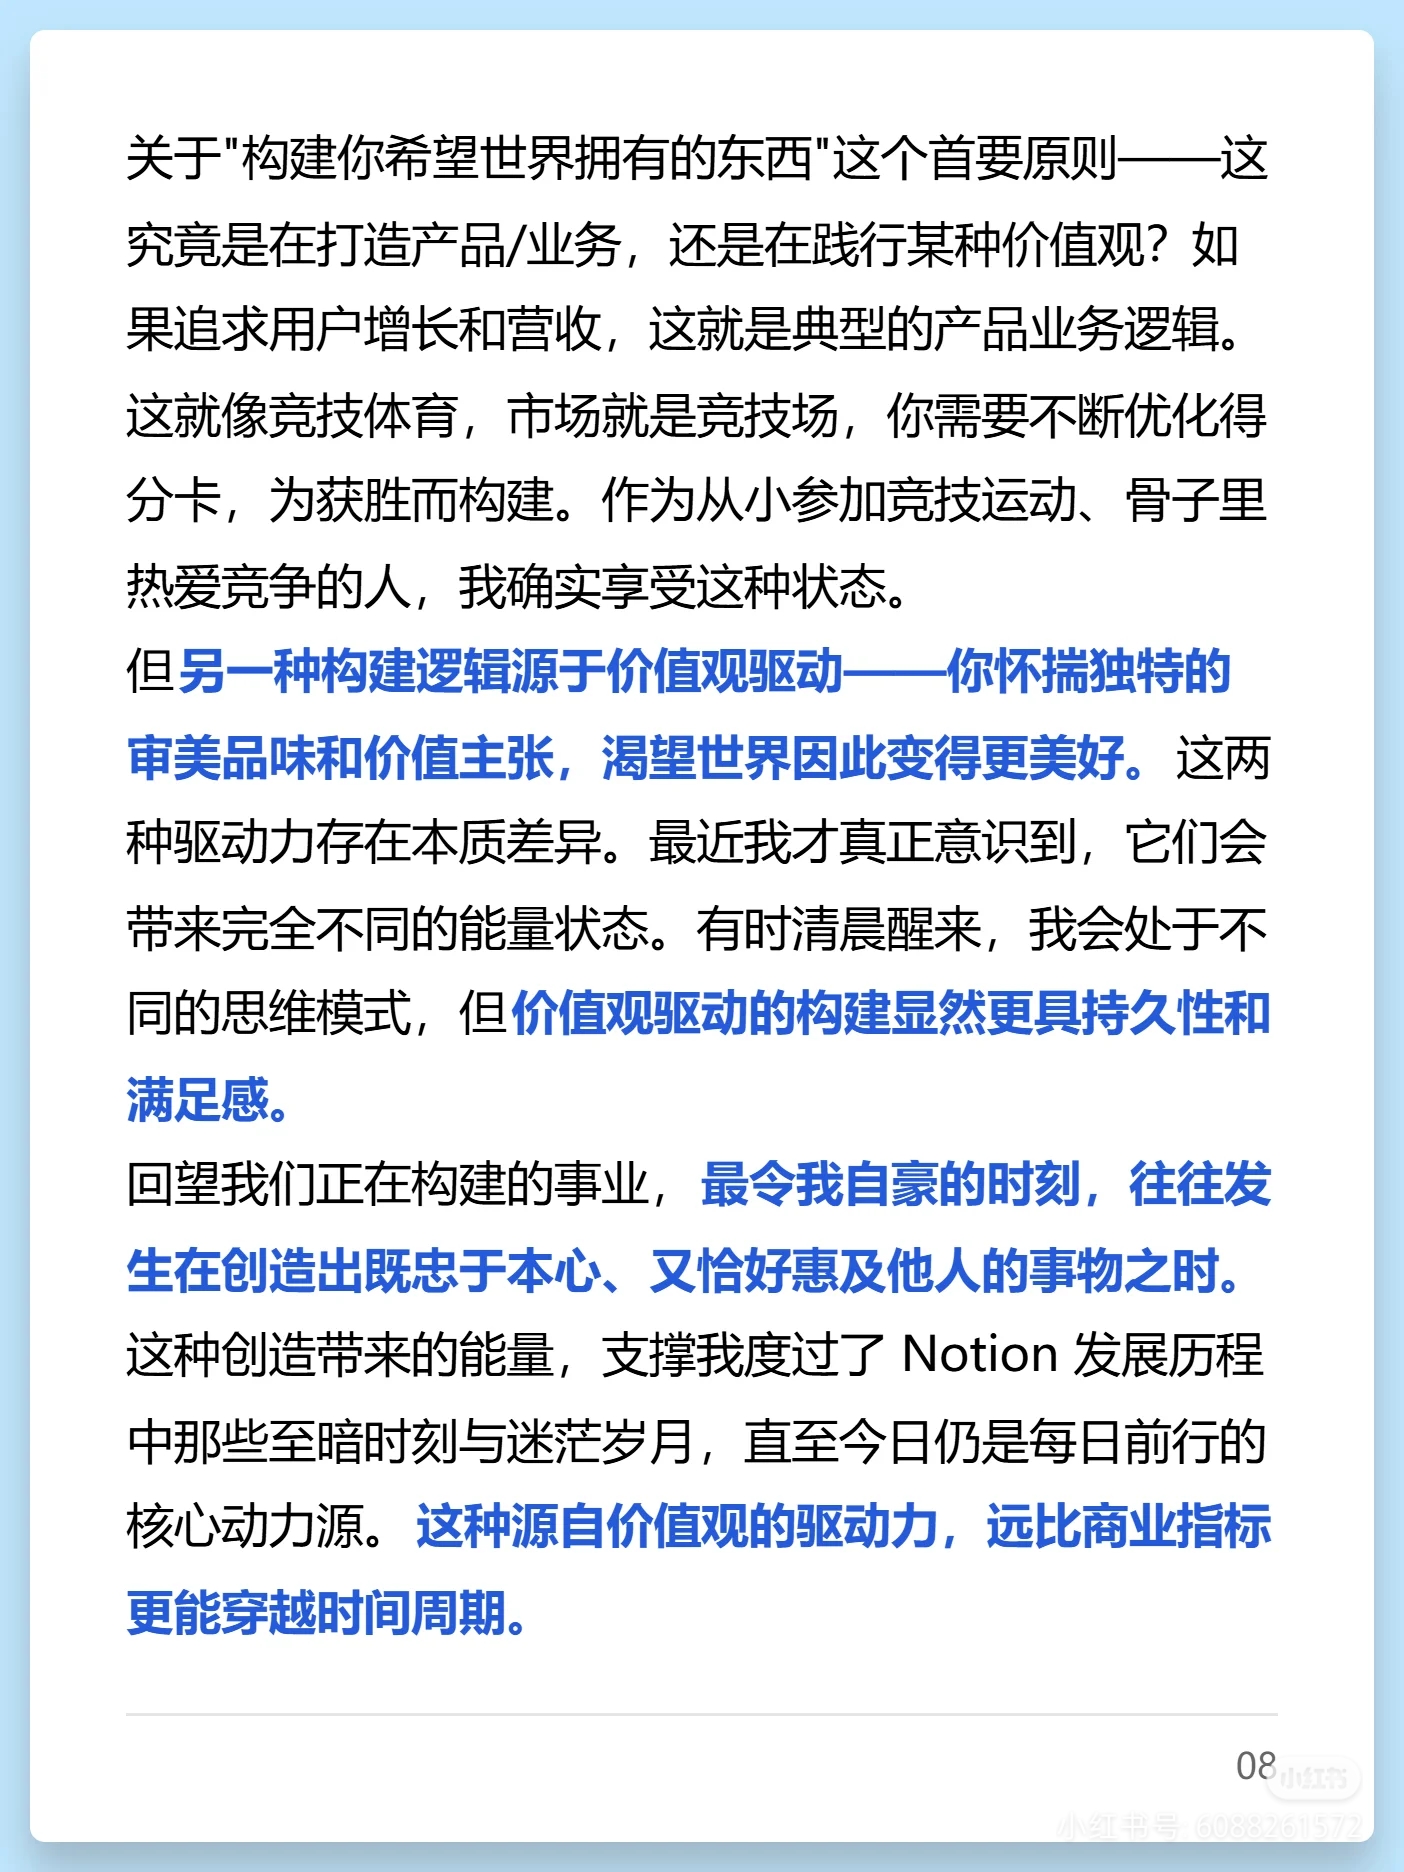 关于"构建你希望世界拥有的东西"这个首要原则——这
究竟是在打造产品/业务，还是在践行某种价值观？如
果追求用户增长和营收，这就是典型的产品业务逻辑。
这就像竞技体育，市场就是竞技场，你需要不断优化得
分卡，为获胜而构建。作为从小参加竞技运动、骨子里
热爱竞争的人，我确实享受这种状态。
但另一种构建逻辑源于价值观驱动——你怀揣独特的
审美品味和价值主张，渴望世界因此变得更美好。这两
种驱动力存在本质差异。最近我才真正意识到，它们会
带来完全不同的能量状态。有时清晨醒来，我会处于不
同的思维模式，但价值观驱动的构建显然更具持久性和
满足感。
回望我们正在构建的事业，最令我自豪的时刻，往往发
生在创造出既忠于本心、又恰好惠及他人的事物之时。
这种创造带来的能量，支撑我度过了 Notion 发展历程
中那些至暗时刻与迷茫岁月，直至今日仍是每日前行的
核心动力源。这种源自价值观的驱动力，远比商业指标
更能穿越时间周期。
08
小红书
小红书号 6088261572